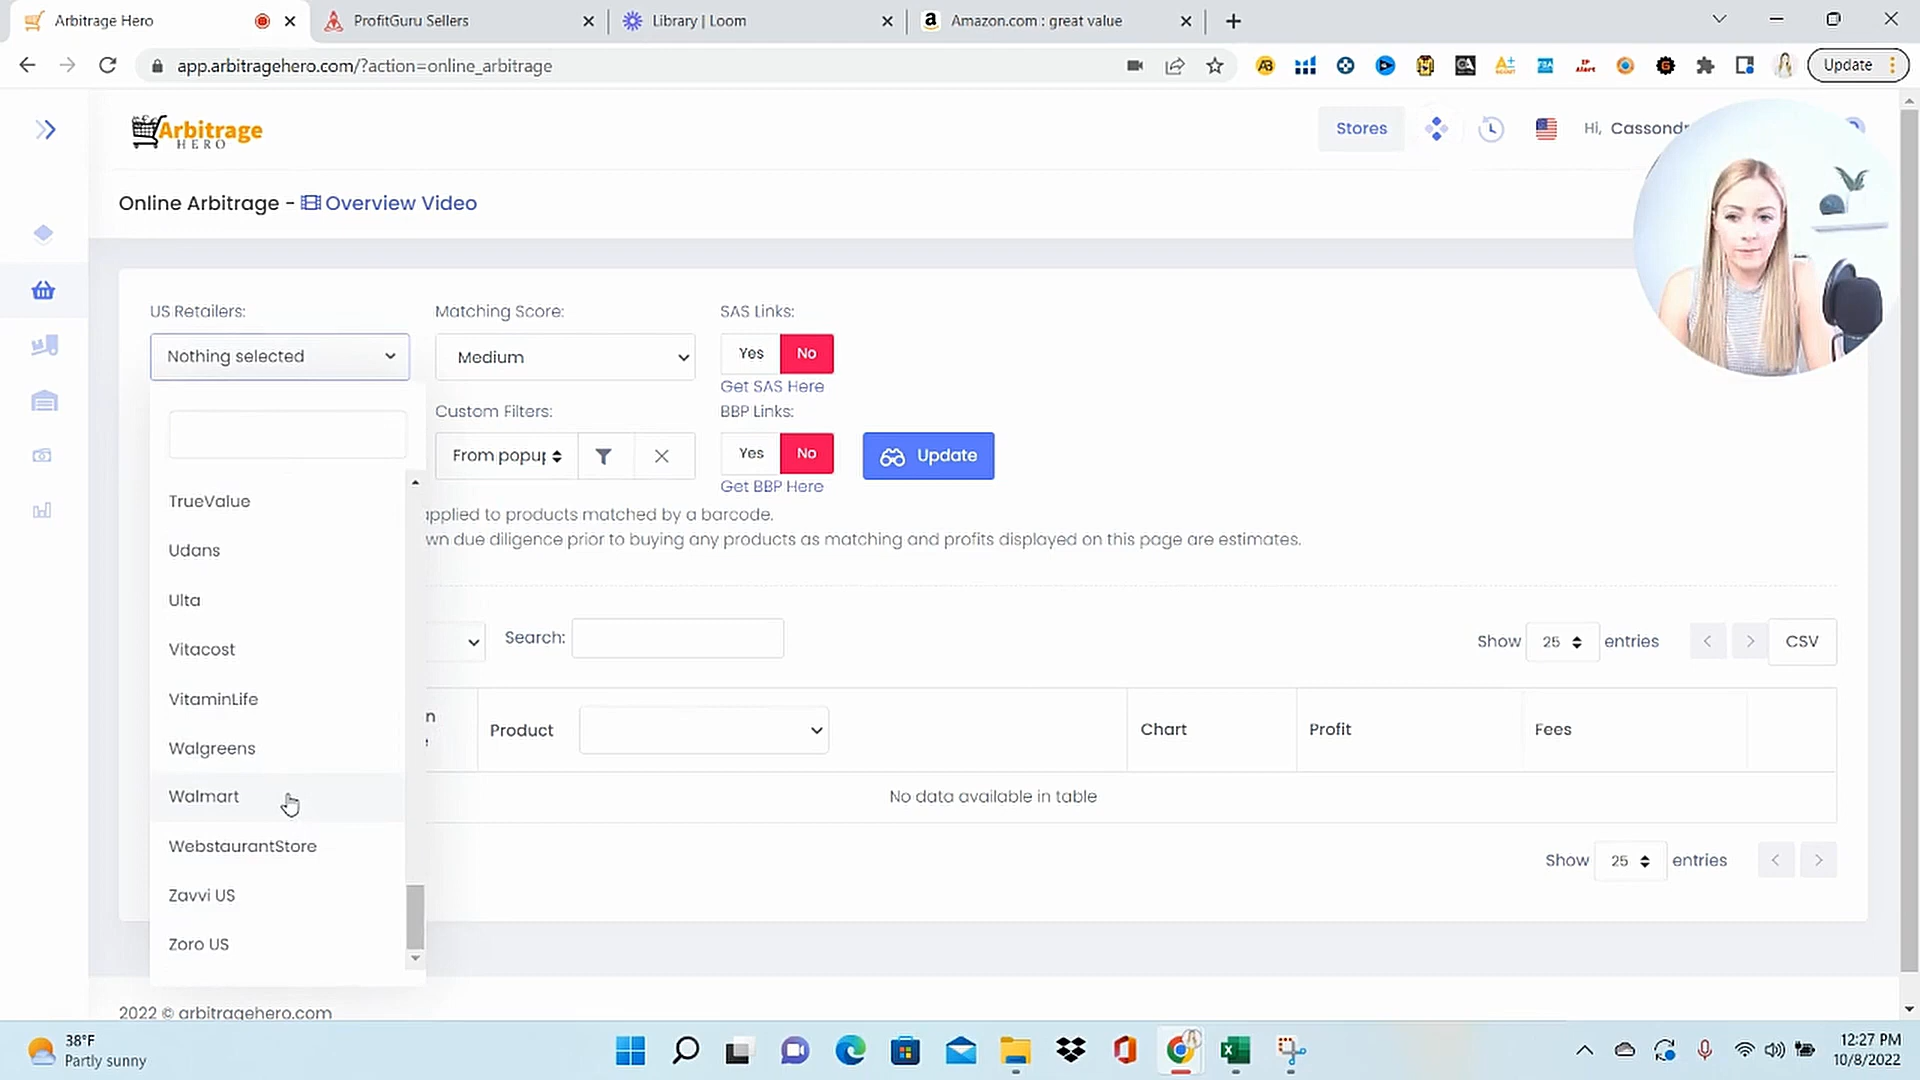 Arbitrage Hero
ProfitGuru Sellers
Library | Loom
Amazon.com : great value
app.arbitragehero.com/?action=online_arbitrage
Update
Arbitrage
HERO
Stores
Hi, Cassondr
Online Arbitrage - Overview Video
US Retailers:
Matching Score:
SAS Links:
Nothing selected
Medium
Yes
No
Get SAS Here
Custom Filters:
BBP Links:
From popup
Yes
No
Update
Get BBP Here
applied to products matched by a barcode.
wn due diligence prior to buying any products as matching and profits displayed on this page are estimates.
TrueValue
Udans
Ulta
Vitacost
VitaminLife
Walgreens
Walmart
WebstaurantStore
Zavvi US
Zoro US
Search:
Show 25 entries
CSV
n
Product
Chart
Profit
Fees
No data available in table
Show 25 entries
2022 © arbitragehero.com
38°F
Partly sunny
12:27 PM
10/8/2022